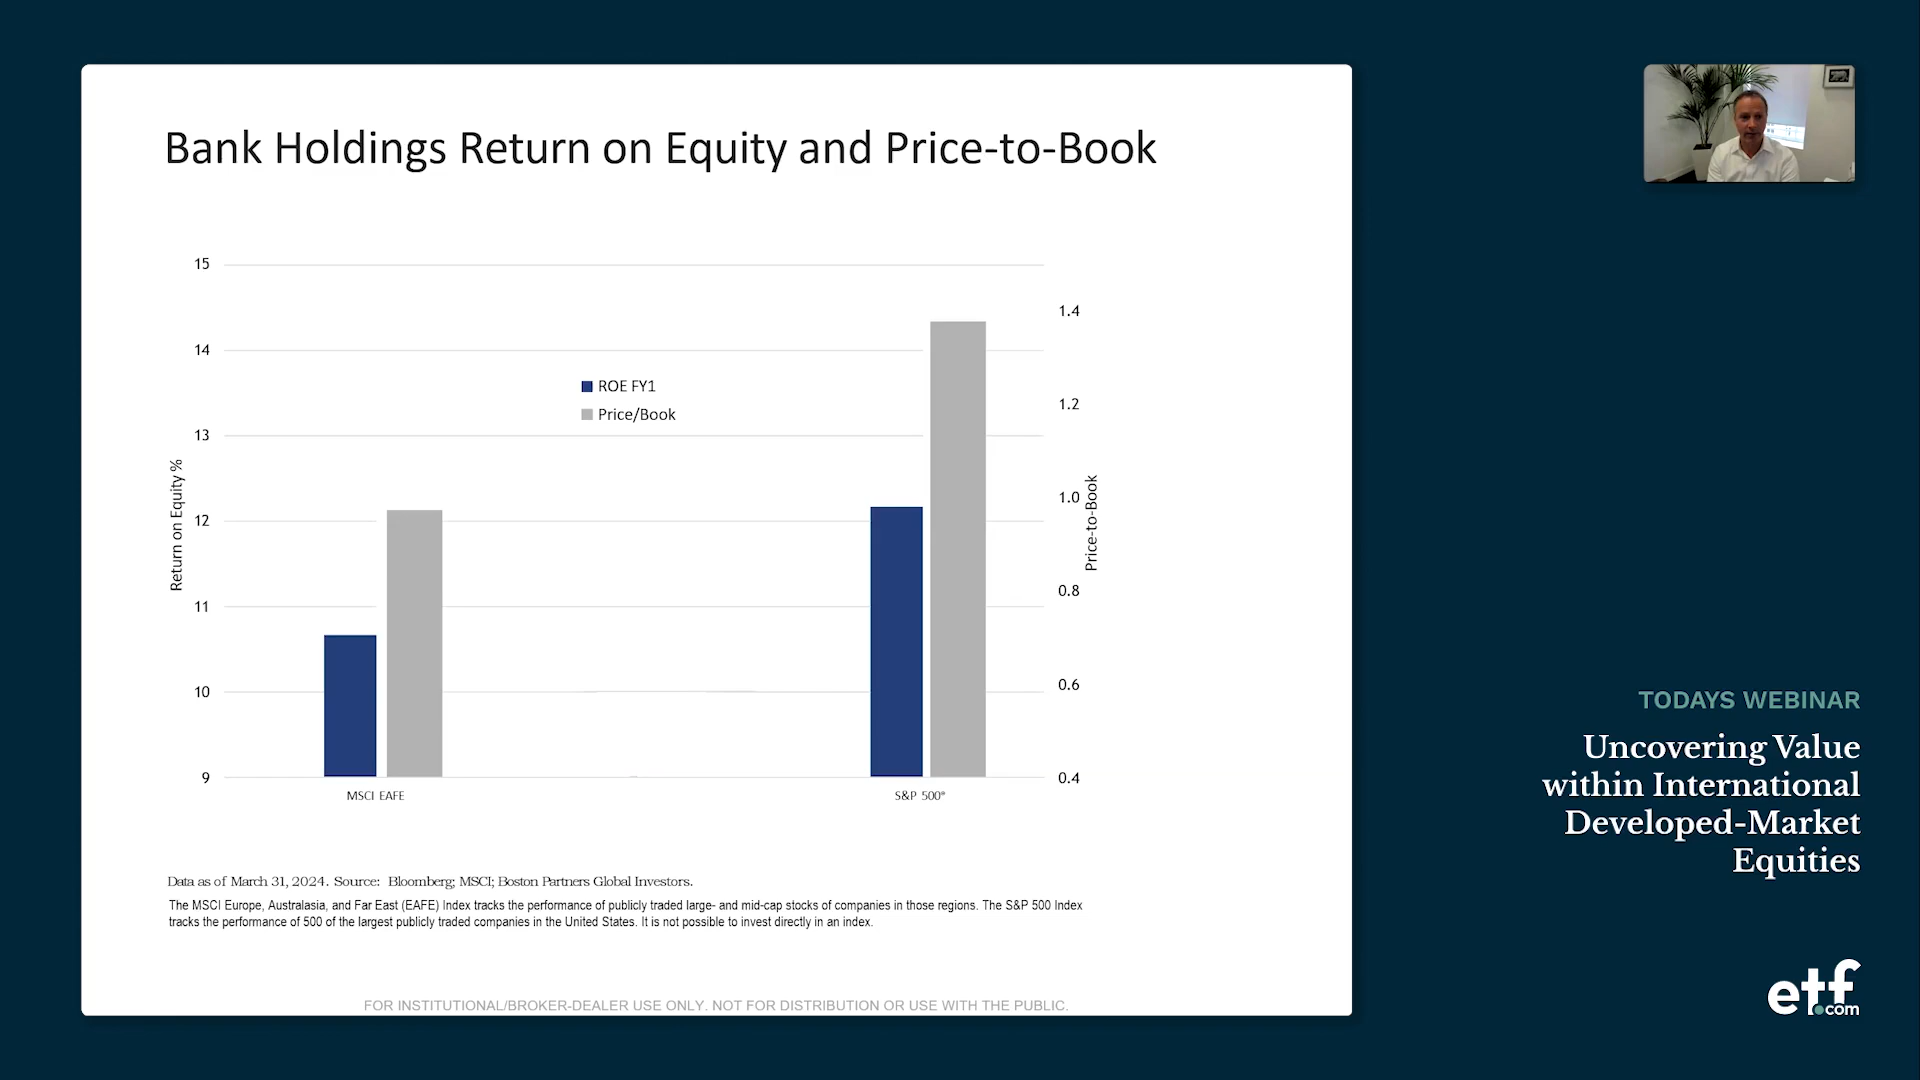 Bank Holdings Return on Equity and Price-to-Book
15
14
13
12
11
10
9
Return on Equity %
ROE FY1
Price/Book
1.4
1.2
1.0
0.8
0.6
0.4
Price-to-Book
MSCI EAFE
S&P 500®
Data as of March 31, 2024. Source: Bloomberg; MSCI; Boston Partners Global Investors.
The MSCI Europe, Australasia, and Far East (EAFE) Index tracks the performance of publicly traded large- and mid-cap stocks of companies in those regions. The S&P 500 Index
tracks the performance of 500 of the largest publicly traded companies in the United States. It is not possible to invest directly in an index.
FOR INSTITUTIONAL/BROKER-DEALER USE ONLY. NOT FOR DISTRIBUTION OR USE WITH THE PUBLIC.
TODAYS WEBINAR
Uncovering Value
within International
Developed-Market
Equities
etf.com